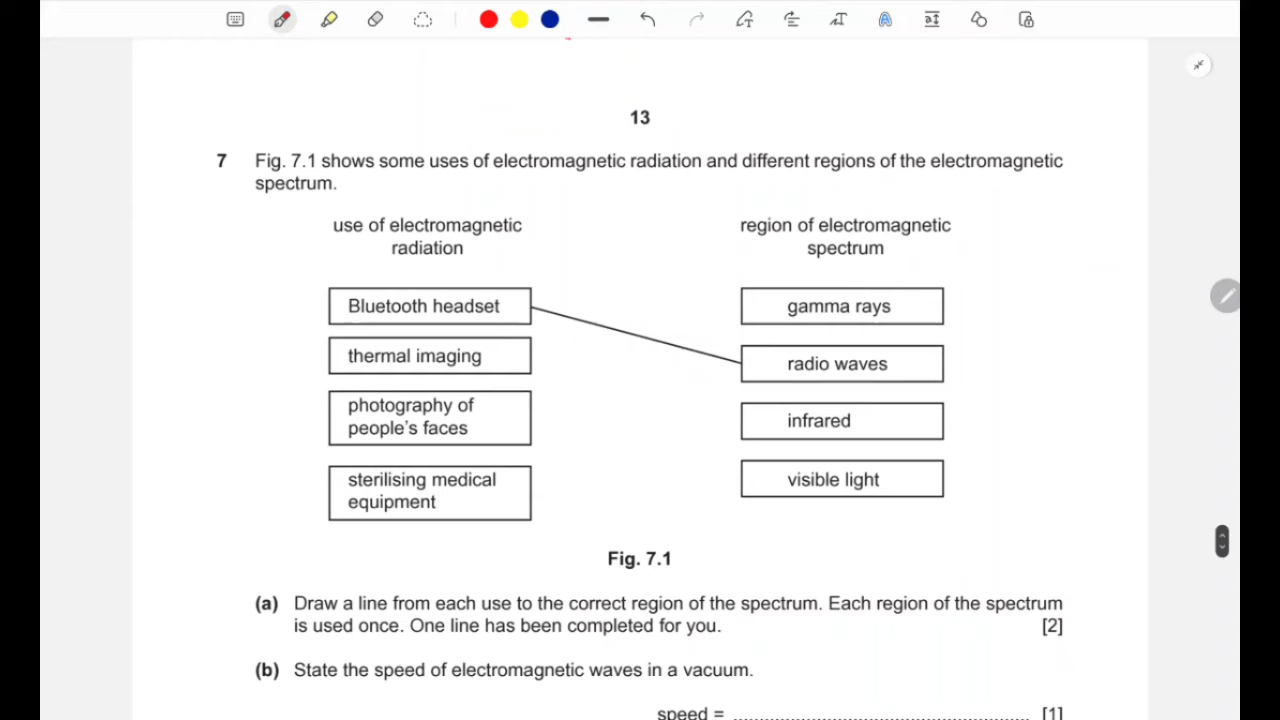 13
7 Fig. 7.1 shows some uses of electromagnetic radiation and different regions of the electromagnetic
spectrum.
use of electromagnetic
radiation
region of electromagnetic
spectrum
Bluetooth headset
gamma rays
thermal imaging
radio waves
photography of
people's faces
infrared
sterilising medical
equipment
visible light
Fig. 7.1
(a) Draw a line from each use to the correct region of the spectrum. Each region of the spectrum
is used once. One line has been completed for you. [2]
(b) State the speed of electromagnetic waves in a vacuum.
speed = ................................................. [1]